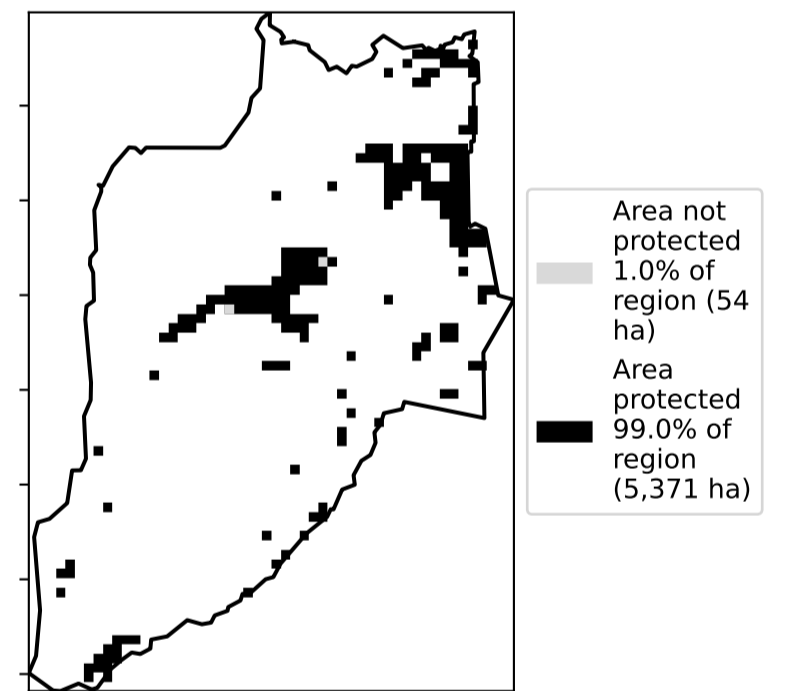 Area not
protected
1.0% of
region (54
ha)
Area
protected
99.0% of
region
(5,371 ha)